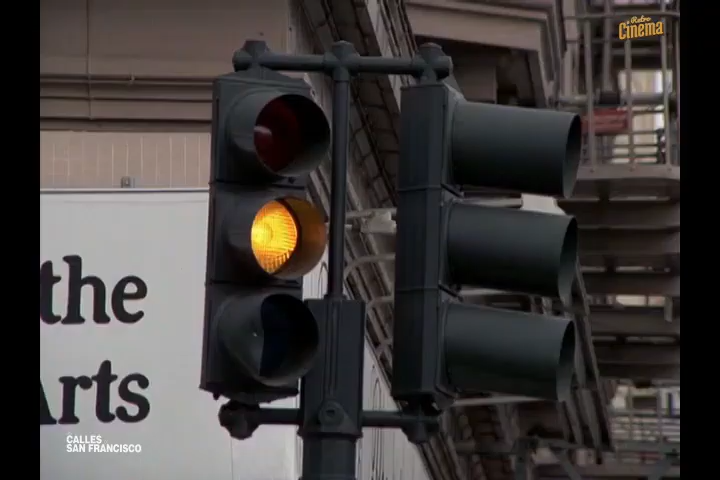 Retro
Cinema
the
Arts
CALLES
SAN FRANCISCO